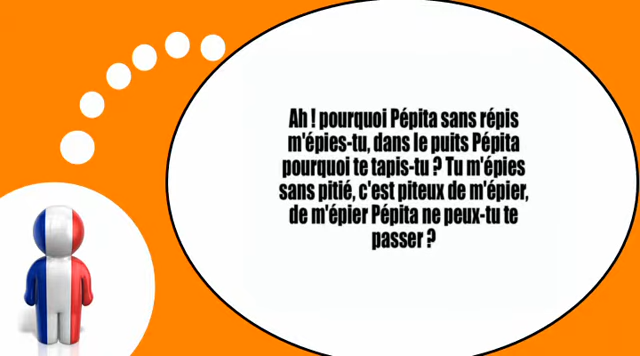 Ah ! pourquoi Pépita sans répis
m'épies-tu, dans le puits Pépita
pourquoi te tapis-tu ? Tu m'épies
sans pitié, c'est piteux de m'épier,
de m'épier Pépita ne peux-tu te
passer ?